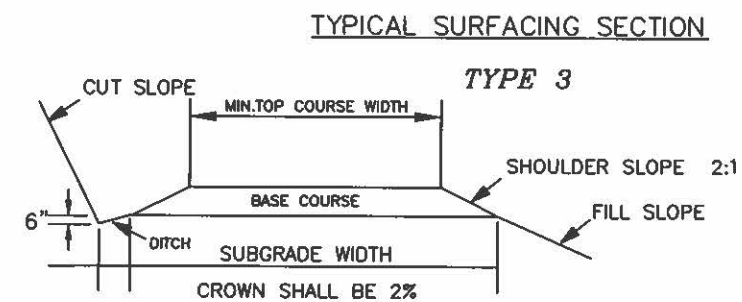 TYPICAL SURFACING SECTION
TYPE 3
CUT SLOPE
MIN.TOP COURSE WIDTH
SHOULDER SLOPE 2:1
BASE COURSE
FILL SLOPE
6"
DITCH
SUBGRADE WIDTH
CROWN SHALL BE 2%